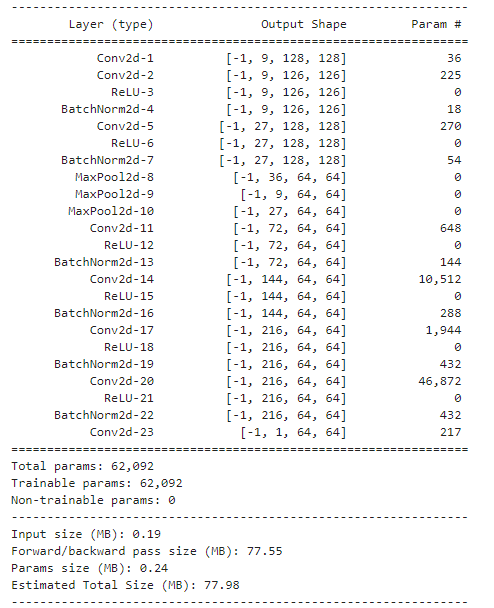 ----------------------------------------------------------------
Layer (type) Output Shape Param #
================================================================
Conv2d-1 [-1, 9, 128, 128] 36
Conv2d-2 [-1, 9, 126, 126] 225
ReLU-3 [-1, 9, 126, 126] 0
BatchNorm2d-4 [-1, 9, 126, 126] 18
Conv2d-5 [-1, 27, 128, 128] 270
ReLU-6 [-1, 27, 128, 128] 0
BatchNorm2d-7 [-1, 27, 128, 128] 54
MaxPool2d-8 [-1, 36, 64, 64] 0
MaxPool2d-9 [-1, 9, 64, 64] 0
MaxPool2d-10 [-1, 27, 64, 64] 0
Conv2d-11 [-1, 72, 64, 64] 648
ReLU-12 [-1, 72, 64, 64] 0
BatchNorm2d-13 [-1, 72, 64, 64] 144
Conv2d-14 [-1, 144, 64, 64] 10,512
ReLU-15 [-1, 144, 64, 64] 0
BatchNorm2d-16 [-1, 144, 64, 64] 288
Conv2d-17 [-1, 216, 64, 64] 1,944
ReLU-18 [-1, 216, 64, 64] 0
BatchNorm2d-19 [-1, 216, 64, 64] 432
Conv2d-20 [-1, 216, 64, 64] 46,872
ReLU-21 [-1, 216, 64, 64] 0
BatchNorm2d-22 [-1, 216, 64, 64] 432
Conv2d-23 [-1, 1, 64, 64] 217
================================================================
Total params: 62,092
Trainable params: 62,092
Non-trainable params: 0
----------------------------------------------------------------
Input size (MB): 0.19
Forward/backward pass size (MB): 77.55
Params size (MB): 0.24
Estimated Total Size (MB): 77.98
----------------------------------------------------------------